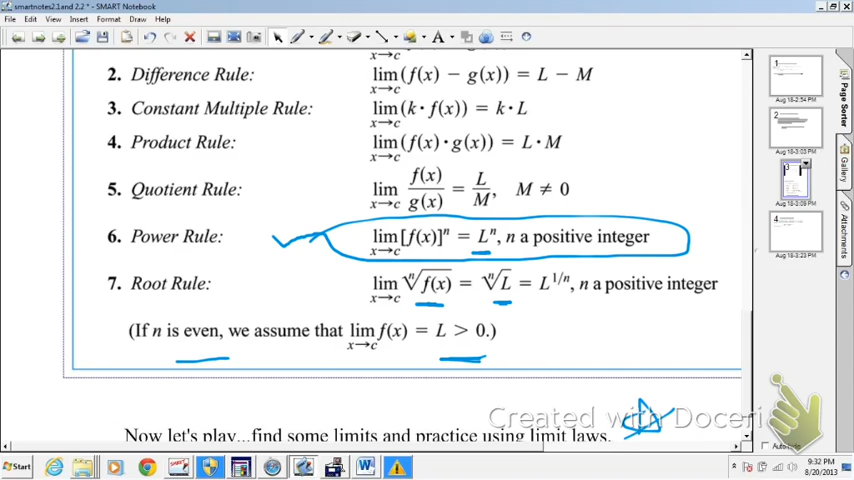 smartnotes2.1and 2.2 * - SMART Notebook
File Edit View Insert Format Draw Help
x→c
2. Difference Rule: lim x→c (f(x) − g(x)) = L − M
3. Constant Multiple Rule: lim x→c (k · f(x)) = k · L
4. Product Rule: lim x→c (f(x) · g(x)) = L · M
5. Quotient Rule: lim x→c f(x)/g(x) = L/M, M ≠ 0
6. Power Rule: lim x→c [f(x)]ⁿ = Lⁿ, n a positive integer
7. Root Rule: lim x→c ⁿ√f(x) = ⁿ√L = L^1/n, n a positive integer
(If n is even, we assume that lim x→c f(x) = L > 0.)
Now let's play...find some limits and practice using limit laws.
Created with Doceri
1
Aug 18-2:54 PM
2
Aug 18-3:03 PM
3
Aug 18-3:09 PM
4
Aug 18-3:23 PM
Page Sorter
Gallery
Attachments
Properties
Auto-hide
Start
9:32 PM
8/20/2013